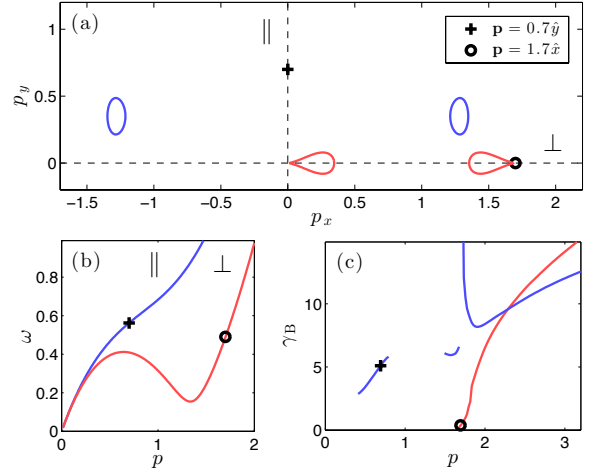 (a)
∥
p = 0.7ŷ
p = 1.7x̂
⊥
p_y
1
0.5
0
−1.5 −1 −0.5 0 0.5 1 1.5 2
p_x
(b)
∥
⊥
ω
0.8
0.6
0.4
0.2
0
0 1 2
p
(c)
γ_B
10
5
0
0 1 2 3
p